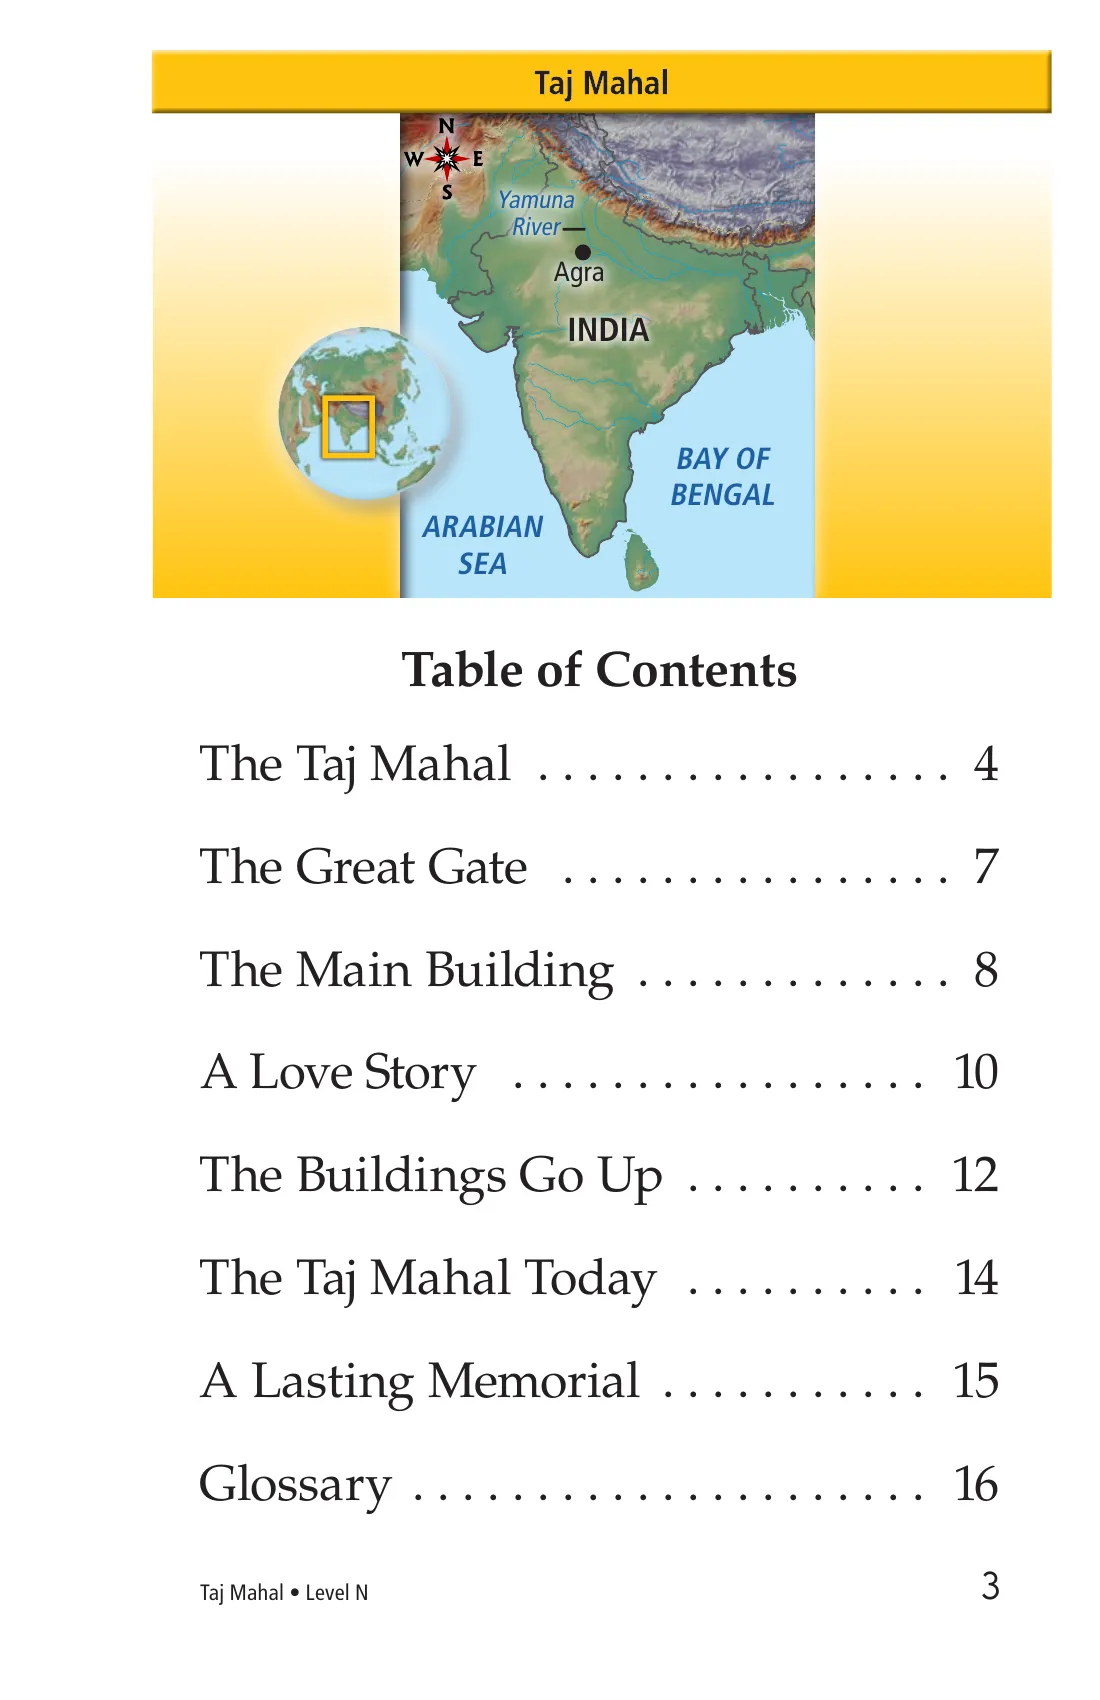 Taj Mahal
N
W E
S
Yamuna
River
Agra
INDIA
BAY OF
BENGAL
ARABIAN
SEA
Table of Contents
The Taj Mahal . . . . . . . . . . . . . . . . . 4
The Great Gate . . . . . . . . . . . . . . . . 7
The Main Building . . . . . . . . . . . . . 8
A Love Story . . . . . . . . . . . . . . . . . 10
The Buildings Go Up . . . . . . . . . . 12
The Taj Mahal Today . . . . . . . . . . 14
A Lasting Memorial . . . . . . . . . . . 15
Glossary . . . . . . . . . . . . . . . . . . . . . 16
Taj Mahal • Level N 3